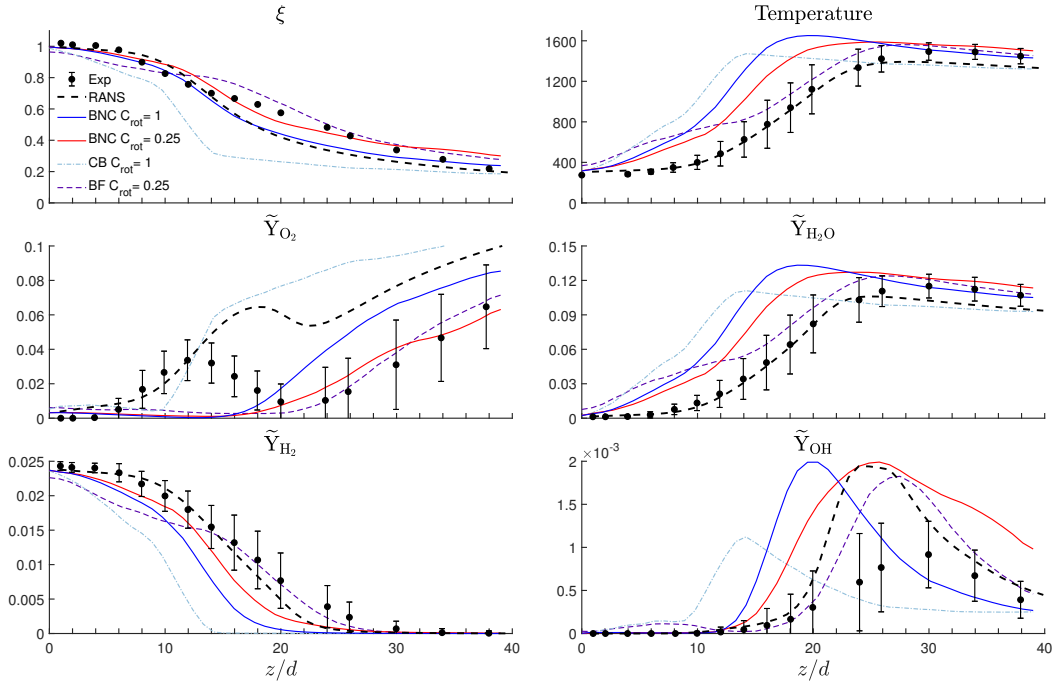 ξ
1
0.8
0.6
0.4
0.2
0
Exp
RANS
BNC C_rot= 1
BNC C_rot= 0.25
CB C_rot= 1
BF C_rot= 0.25
Temperature
1600
1200
800
400
0
Ỹ_O₂
0.1
0.08
0.06
0.04
0.02
0
Ỹ_H₂O
0.15
0.12
0.09
0.06
0.03
0
Ỹ_H₂
0.025
0.02
0.015
0.01
0.005
0
0 10 20 30 40
z/d
Ỹ_OH
×10⁻³
2
1.5
1
0.5
0
0 10 20 30 40
z/d